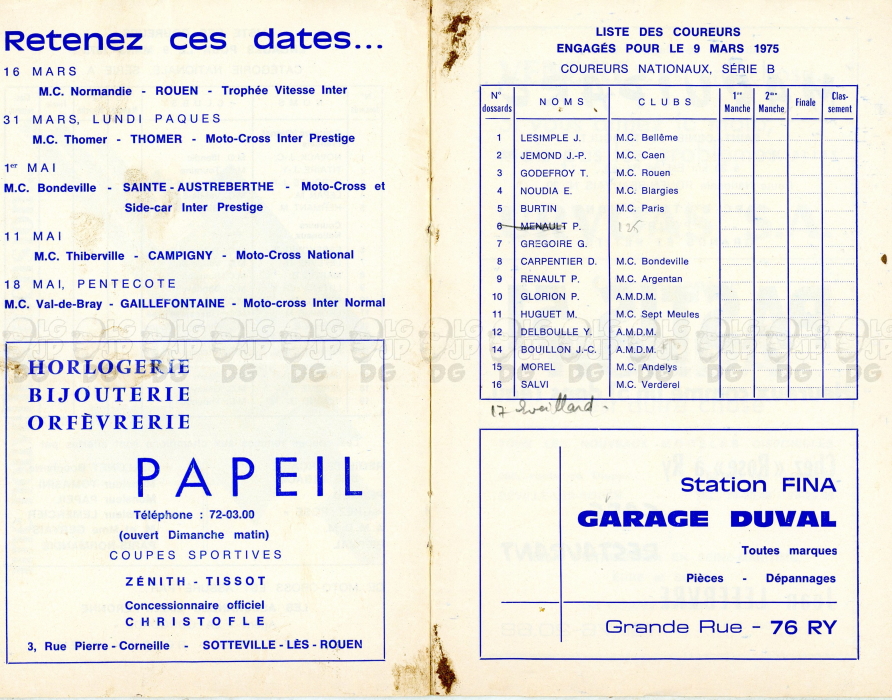 Retenez ces dates...
16 MARS
M.C. Normandie - ROUEN - Trophée Vitesse Inter
31 MARS, LUNDI PAQUES
M.C. Thomer - THOMER - Moto-Cross Inter Prestige
1er MAI
M.C. Bondeville - SAINTE-AUSTREBERTHE - Moto-Cross et
Side-car Inter Prestige
11 MAI
M.C. Thiberville - CAMPIGNY - Moto-Cross National
18 MAI, PENTECOTE
M.C. Val-de-Bray - GAILLEFONTAINE - Moto-cross Inter Normal
HORLOGERIE
BIJOUTERIE
ORFÈVRERIE
PAPEIL
Téléphone : 72-03.00
(ouvert Dimanche matin)
COUPES SPORTIVES
ZÉNITH - TISSOT
Concessionnaire officiel
CHRISTOFLE
3, Rue Pierre-Corneille - SOTTEVILLE-LÈS-ROUEN
LISTE DES COUREURS
ENGAGÉS POUR LE 9 MARS 1975
COUREURS NATIONAUX, SÉRIE B
N° dossards NOMS CLUBS 1re Manche 2me Manche Finale Clas-sement
1 LESIMPLE J. M.C. Bellême
2 JEMOND J.-P. M.C. Caen
3 GODEFROY T. M.C. Rouen
4 NOUDIA E. M.C. Blargies
5 BURTIN M.C. Paris
6 MENAULT P. 125
7 GREGOIRE G.
8 CARPENTIER D. M.C. Bondeville
9 RENAULT P. M.C. Argentan
10 GLORION P. A.M.D.M.
11 HUGUET M. M.C. Sept Meules
12 DELBOULLE Y. A.M.D.M.
14 BOUILLON J.-C. A.M.D.M.
15 MOREL M.C. Andelys
16 SALVI M.C. Verderel
17
Station FINA
GARAGE DUVAL
Toutes marques
Pièces - Dépannages
Grande Rue - 76 RY